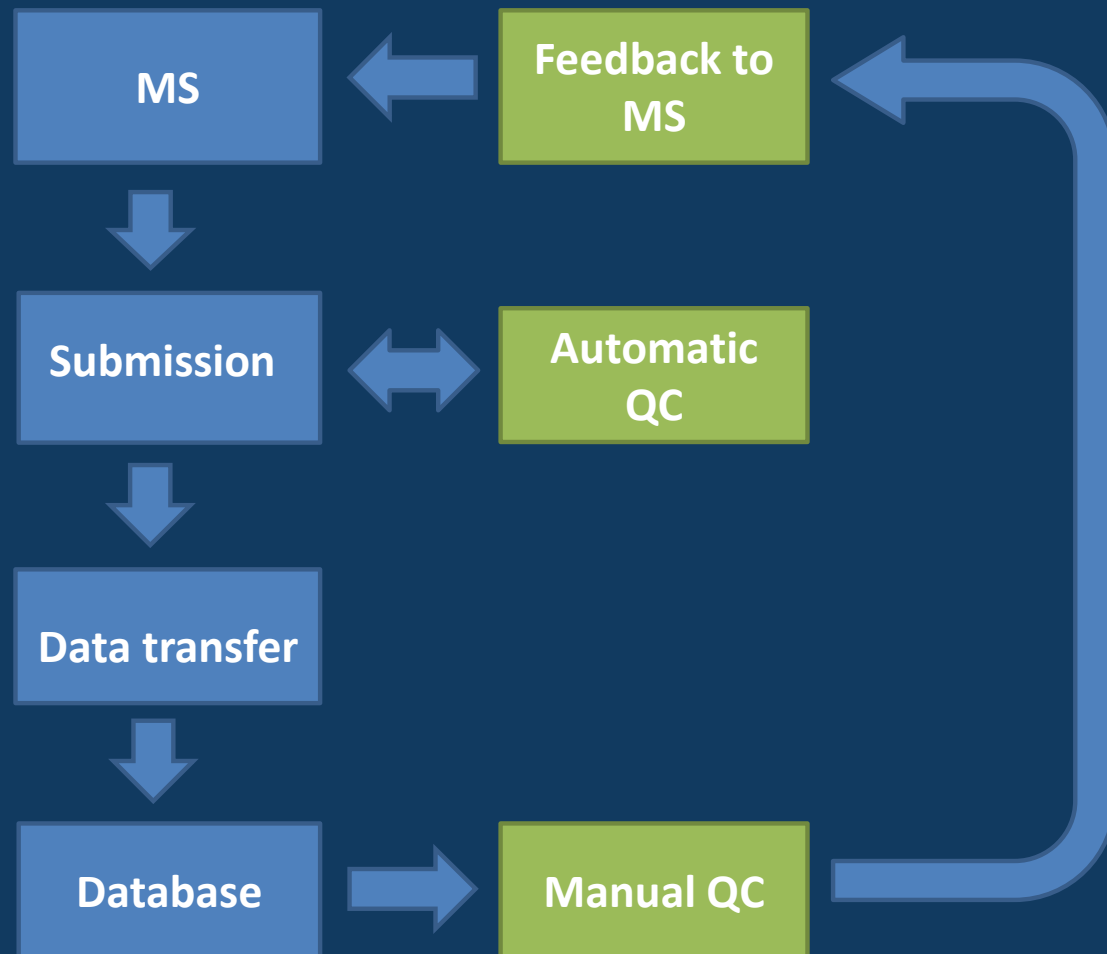 MS
Feedback to
MS
Submission
Automatic
QC
Data transfer
Database
Manual QC